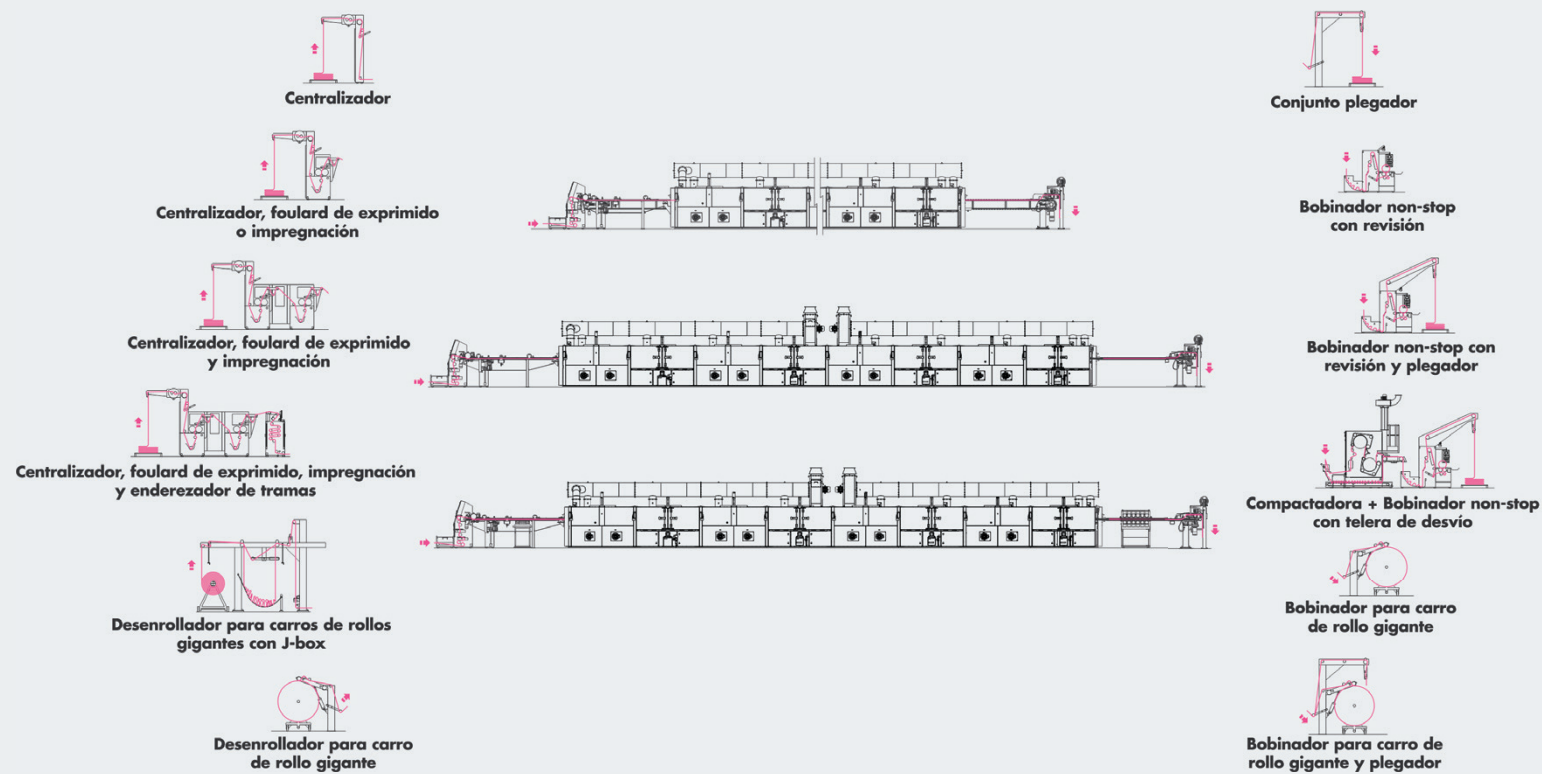 Centralizador
Centralizador, foulard de exprimido
o impregnación
Centralizador, foulard de exprimido
y impregnación
Centralizador, foulard de exprimido, impregnación
y enderezador de tramas
Desenrollador para carros de rollos
gigantes con J-box
Desenrollador para carro
de rollo gigante
Conjunto plegador
Bobinador non-stop
con revisión
Bobinador non-stop con
revisión y plegador
Compactadora + Bobinador non-stop
con telera de desvío
Bobinador para carro
de rollo gigante
Bobinador para carro de
rollo gigante y plegador